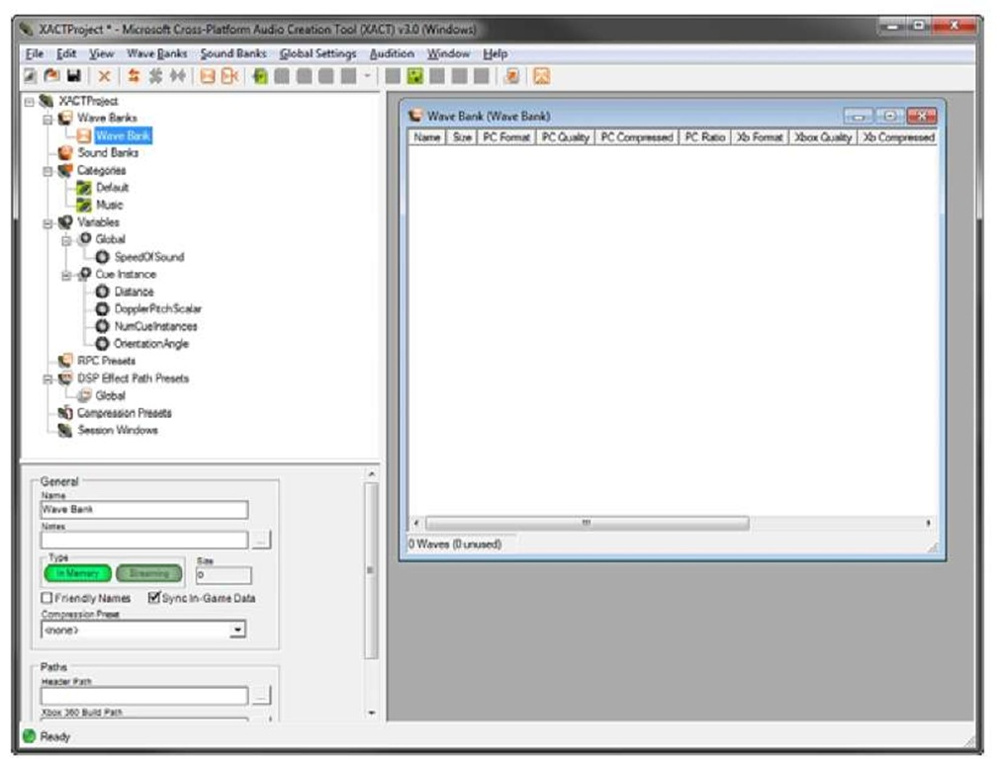 XACTProject * - Microsoft Cross-Platform Audio Creation Tool (XACT) v3.0 (Windows)
File Edit View Wave Banks Sound Banks Global Settings Audition Window Help
XACTProject
Wave Banks
Wave Bank
Sound Banks
Categories
Default
Music
Variables
Global
SpeedOfSound
Cue Instance
Distance
DopplerPitchScalar
NumCueInstances
OrientationAngle
RPC Presets
DSP Effect Path Presets
Global
Compression Presets
Session Windows
General
Name
Wave Bank
Notes
...
Type
In Memory Streaming
Size
0
Friendly Names Sync In-Game Data
Compression Preset
<none>
Paths
Header Path
...
Xbox 360 Build Path
Wave Bank (Wave Bank)
Name Size PC Format PC Quality PC Compressed PC Ratio Xb Format Xbox Quality Xb Compressed
0 Waves (0 unused)
Ready